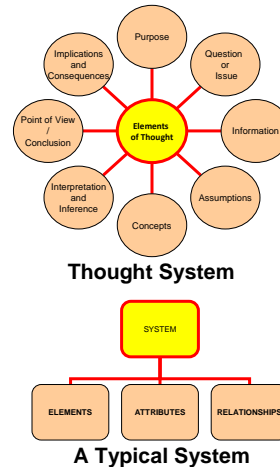 Purpose
Implications
and
Consequences
Question
or
Issue
Elements
of Thought
Point of View
/
Conclusion
Information
Interpretation
and
Inference
Assumptions
Concepts
Thought System
SYSTEM
ELEMENTS
ATTRIBUTES
RELATIONSHIPS
A Typical System